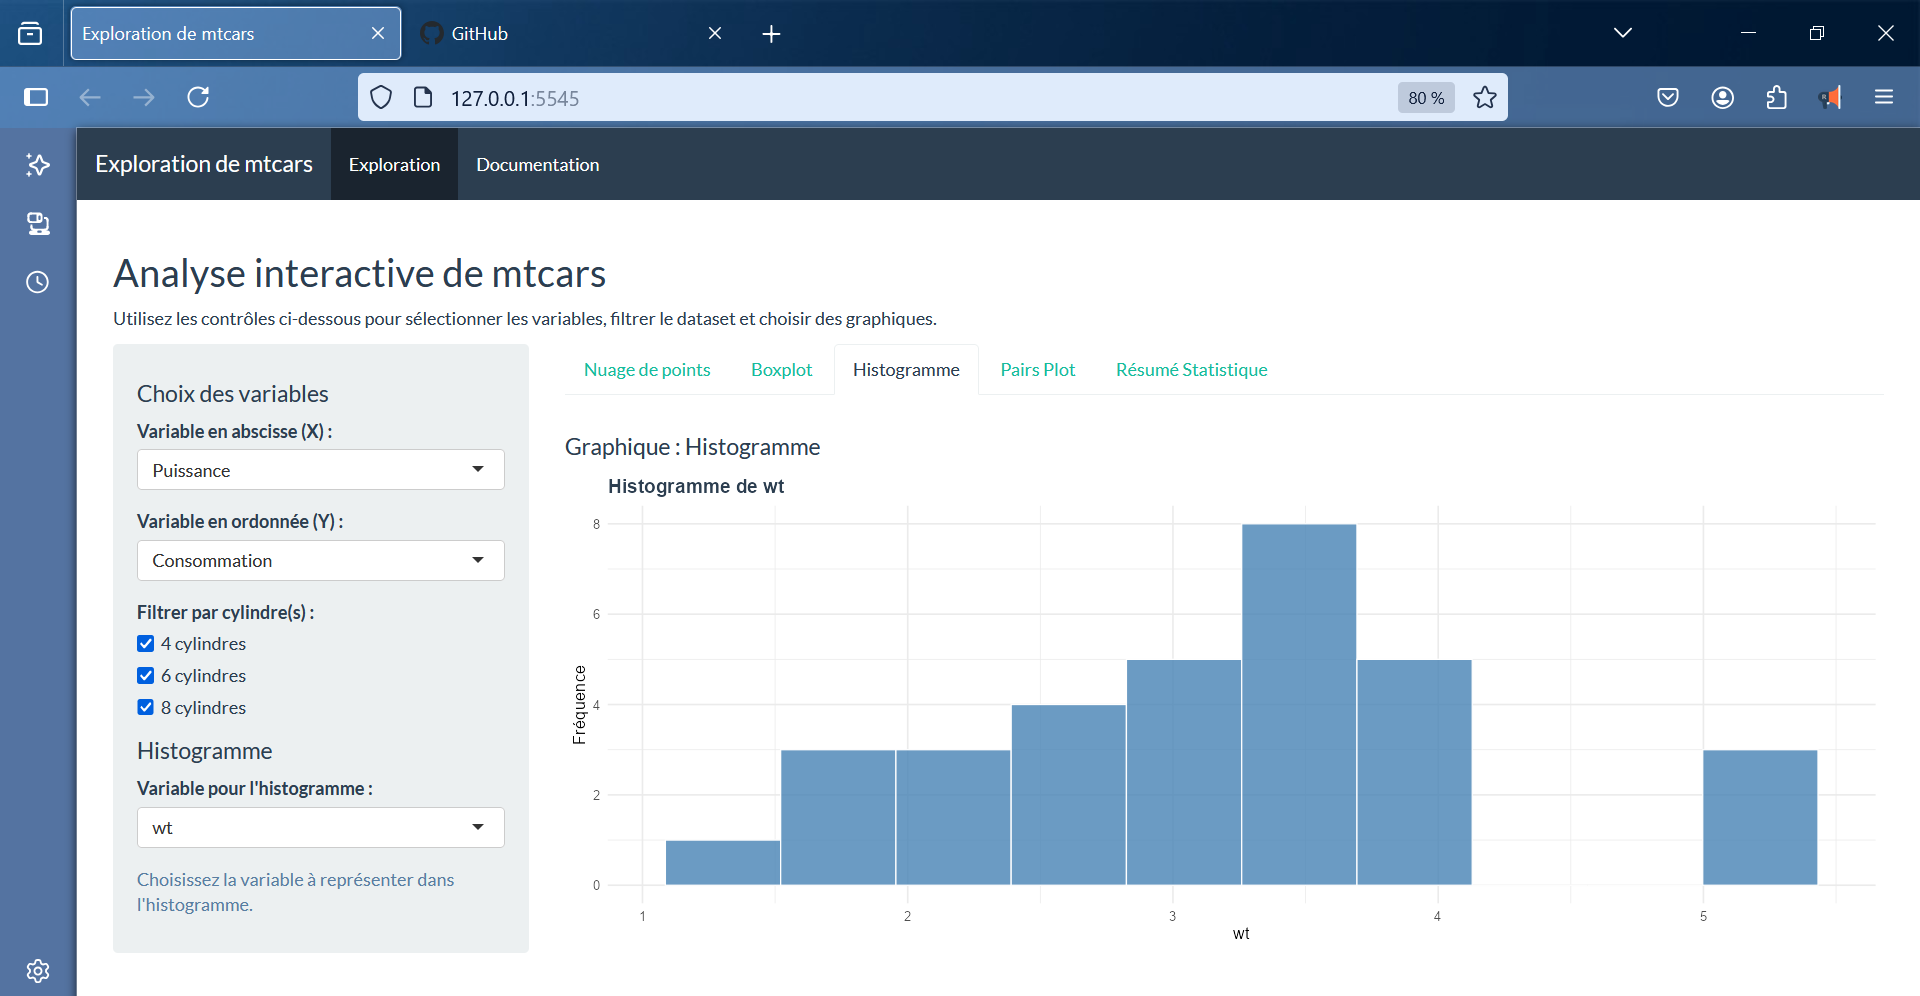 Exploration de mtcars
GitHub
127.0.0.1:5545
80 %
Exploration de mtcars
Exploration
Documentation
Analyse interactive de mtcars
Utilisez les contrôles ci-dessous pour sélectionner les variables, filtrer le dataset et choisir des graphiques.
Choix des variables
Variable en abscisse (X) :
Puissance
Variable en ordonnée (Y) :
Consommation
Filtrer par cylindre(s) :
4 cylindres
6 cylindres
8 cylindres
Histogramme
Variable pour l'histogramme :
wt
Choisissez la variable à représenter dans
l'histogramme.
Nuage de points
Boxplot
Histogramme
Pairs Plot
Résumé Statistique
Graphique : Histogramme
Histogramme de wt
Fréquence
8
6
4
2
0
1
2
3
4
5
wt